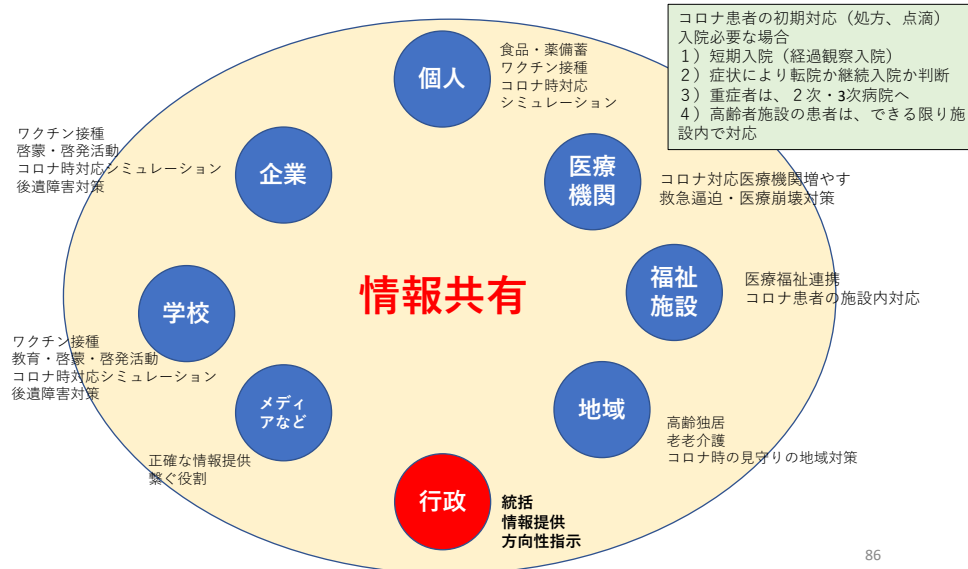 コロナ患者の初期対応（処方、点滴）
入院必要な場合
１）短期入院（経過観察入院）
２）症状により転院か継続入院か判断
３）重症者は、２次・3次病院へ
４）高齢者施設の患者は、できる限り施
設内で対応
個人
食品・薬備蓄
ワクチン接種
コロナ時対応
シミュレーション
ワクチン接種
啓蒙・啓発活動
コロナ時対応シミュレーション
後遺障害対策
企業
医療
機関
コロナ対応医療機関増やす
救急逼迫・医療崩壊対策
情報共有
福祉
施設
医療福祉連携
コロナ患者の施設内対応
学校
ワクチン接種
教育・啓蒙・啓発活動
コロナ時対応シミュレーション
後遺障害対策
メディ
アなど
正確な情報提供
繋ぐ役割
地域
高齢独居
老老介護
コロナ時の見守りの地域対策
行政
統括
情報提供
方向性指示
86